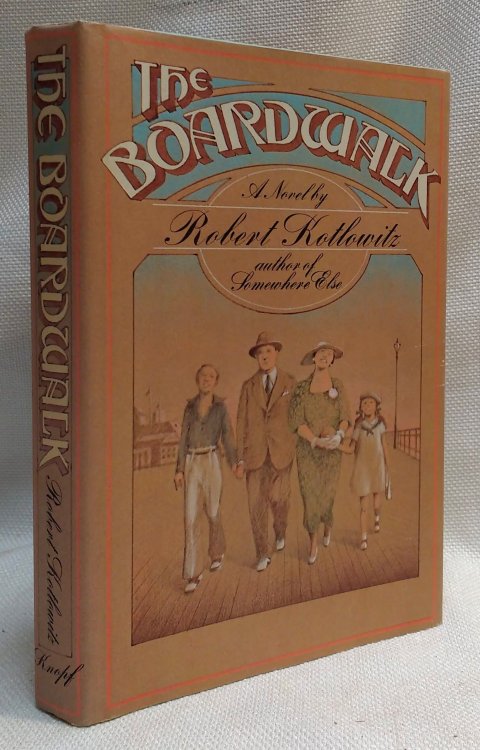 THE BOARDWALK
Robert Kotlowitz
Knopf
THE
BOARDWALK
A Novel by
Robert Kotlowitz
author of
Somewhere Else